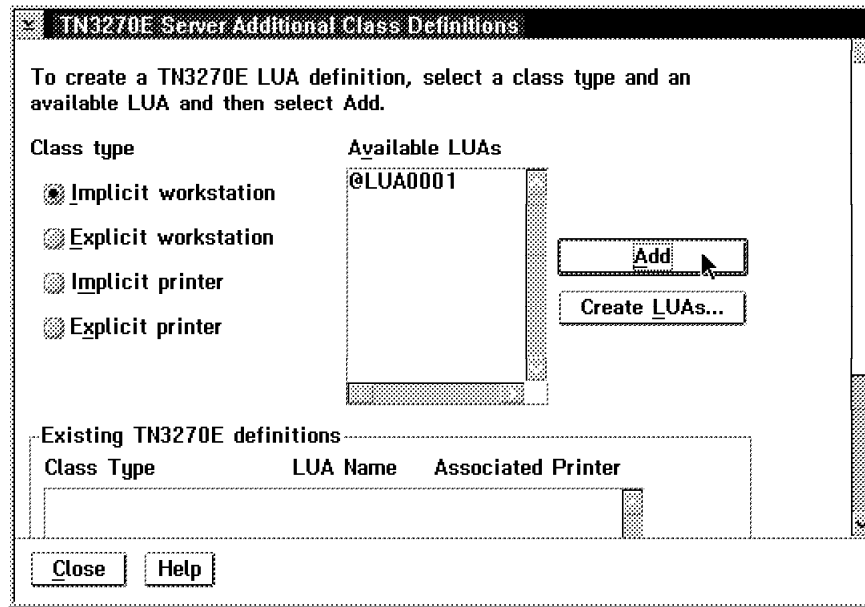 TN3270E Server Additional Class Definitions
To create a TN3270E LUA definition, select a class type and an
available LUA and then select Add.
Class type
Available LUAs
Implicit workstation
Explicit workstation
Implicit printer
Explicit printer
@LUA0001
Add
Create LUAs...
Existing TN3270E definitions
Class Type LUA Name Associated Printer
Close Help